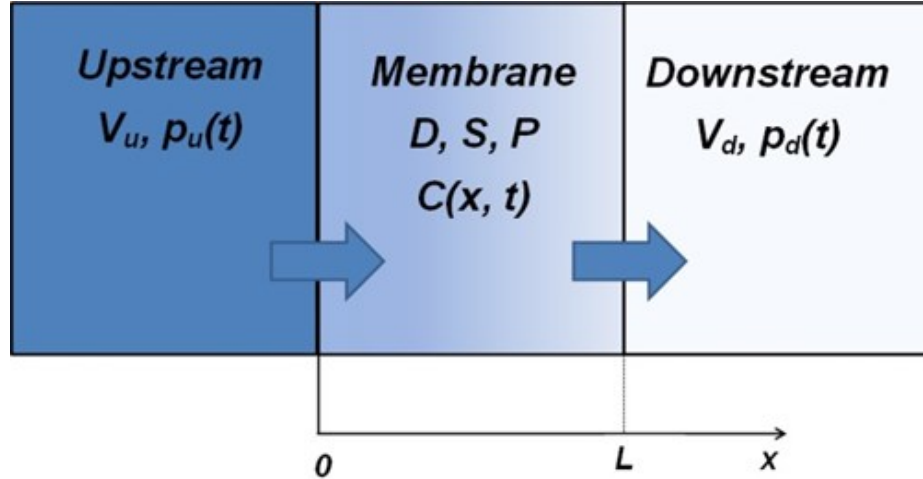 Upstream
Vu, pu(t)
Membrane
D, S, P
C(x, t)
Downstream
Vd, pd(t)
0
L
x